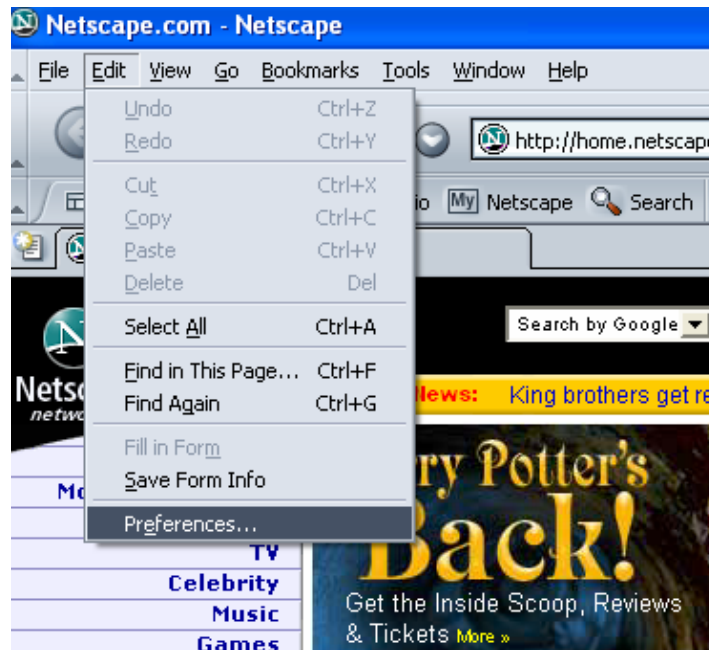 Netscape.com - Netscape
File Edit View Go Bookmarks Tools Window Help
Undo Ctrl+Z
Redo Ctrl+Y
http://home.netscap
Cut Ctrl+X
My Netscape Search
Copy Ctrl+C
Paste Ctrl+V
Delete Del
Select All Ctrl+A
Search by Google
Find in This Page... Ctrl+F
Find Again Ctrl+G
News: King brothers get re
Fill in Form
Save Form Info
Preferences...
TV
Celebrity
Music
Games
Potter's
Back!
Get the Inside Scoop, Reviews
& Tickets More »